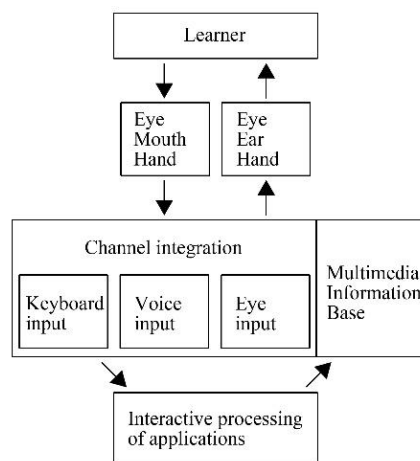 Learner
Eye
Mouth
Hand
Eye
Ear
Hand
Channel integration
Keyboard
input
Voice
input
Eye
input
Multimedia
Information
Base
Interactive processing
of applications